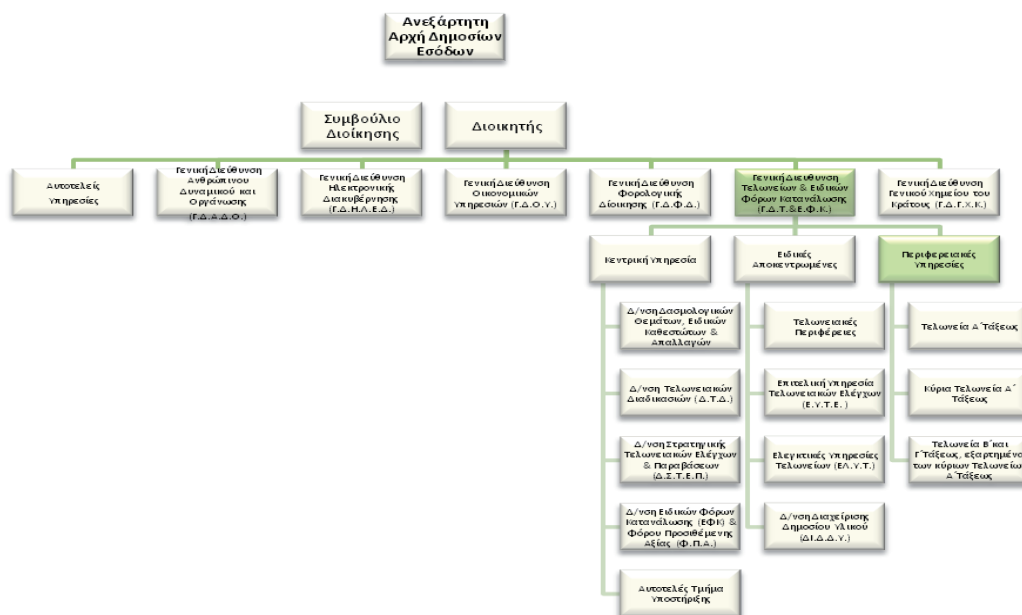 Ανεξάρτητη
Αρχή Δημοσίων
Εσόδων
Συμβούλιο
Διοίκησης
Διοικητής
Αυτοτελείς
Υπηρεσίες
Γενική Διεύθυνση
Ανθρώπινου
Δυναμικού και
Οργάνωσης
(Γ.Δ.Α.Δ.Ο.)
Γενική Διεύθυνση
Ηλεκτρονικής
Διακυβέρνησης
(Γ.Δ.ΗΛ.Ε.Δ.)
Γενική Διεύθυνση
Οικονομικών
Υπηρεσιών (Γ.Δ.Ο.Υ.)
Γενική Διεύθυνση
Φορολογικής
Διοίκησης (Γ.Δ.Φ.Δ.)
Γενική Διευθυνση
Τελωνείων & Ειδικών
Φόρων Κατανάλωσης
(Γ.Δ.Τ.&Ε.Φ.Κ.)
Γενική Διεύθυνση
Γενικού Χημείου του
Κράτους (Γ.Δ.Γ.Χ.Κ.)
Κεντρική Υπηρεσία
Ειδικές
Αποκεντρωμένες
Περιφερειακές
Υπηρεσίες
Δ/νση Δασμολογικών
Θεμάτων, Ειδικών
Καθεστώτων &
Απαλλαγών
Δ/νση Τελωνειακών
Διαδικασιών (Δ.Τ.Δ.)
Δ/νση Στρατηγικής
Τελωνειακών Ελέγχων
& Παραβάσεων
(Δ.Σ.Τ.Ε.Π.)
Δ/νση Ειδικών Φόρων
Κατανάλωσης (ΕΦΚ) &
Φόρου Προστιθέμενης
Αξίας (Φ.Π.Α.)
Αυτοτελές Τμήμα
Υποστήριξης
Τελωνειακές
Περιφέρειες
Επιτελική Υπηρεσία
Τελωνειακών Ελέγχων
(Ε.Υ.Τ.Ε.)
Ελεγκτικές Υπηρεσίες
Τελωνείων (ΕΛ.Υ.Τ.)
Δ/νση Διαχείρισης
Δημοσίου Υλικού
(ΔΙ.Δ.Δ.Υ.)
Τελωνεία Α΄Τάξεως
Κύρια Τελωνεία Α΄
Τάξεως
Τελωνεία Β΄και
Γ΄Τάξεως, εξαρτημένα
των κύριων Τελωνείων
Α΄Τάξεως